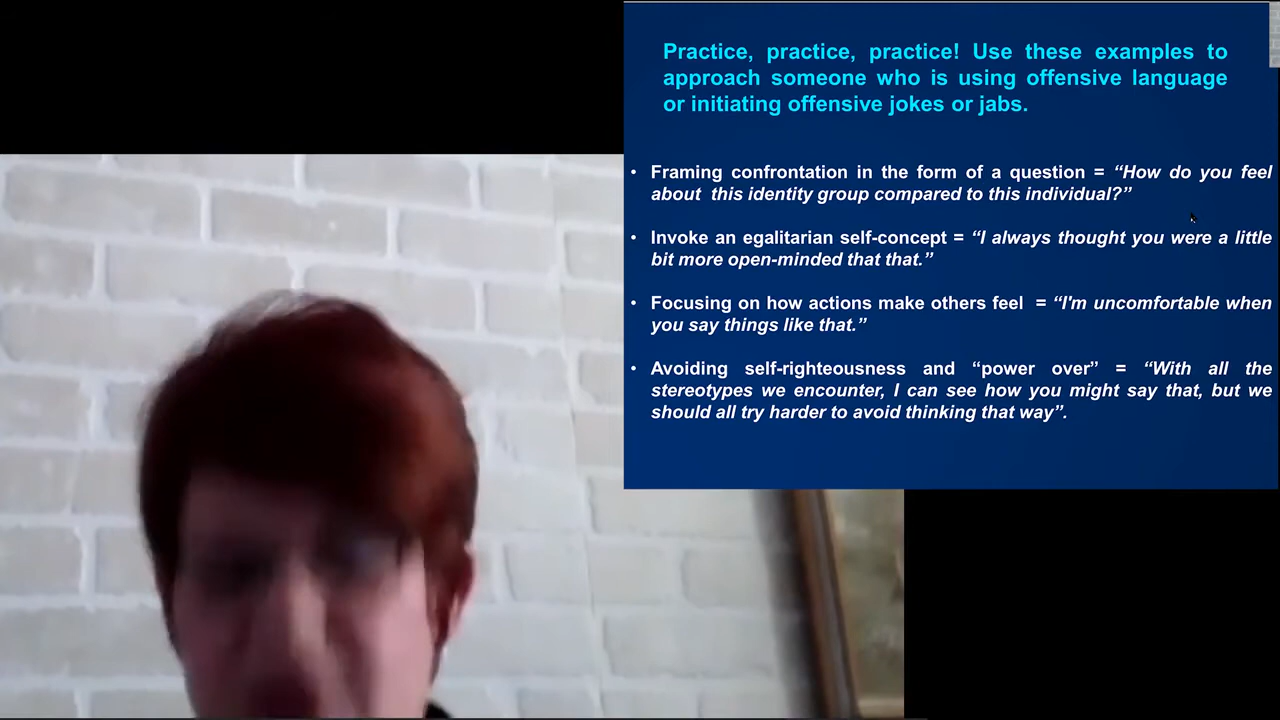 Practice, practice, practice! Use these examples to
approach someone who is using offensive language
or initiating offensive jokes or jabs.
• Framing confrontation in the form of a question = “How do you feel
about this identity group compared to this individual?”
• Invoke an egalitarian self-concept = “I always thought you were a little
bit more open-minded that that.”
• Focusing on how actions make others feel = “I'm uncomfortable when
you say things like that.”
• Avoiding self-righteousness and “power over” = “With all the
stereotypes we encounter, I can see how you might say that, but we
should all try harder to avoid thinking that way”.